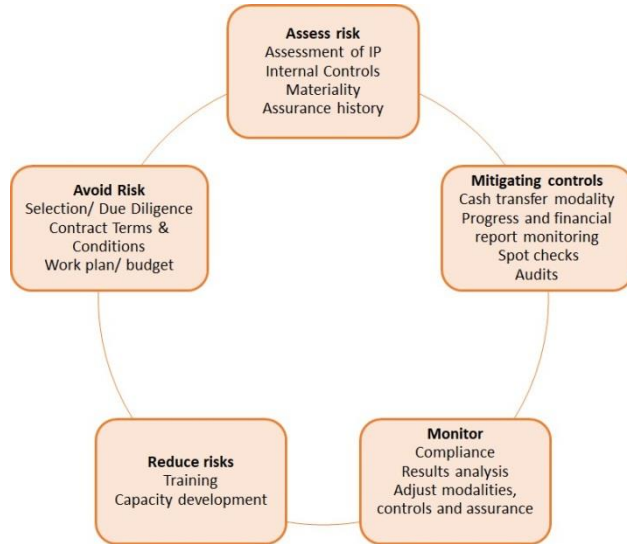 Assess risk
Assessment of IP
Internal Controls
Materiality
Assurance history
Mitigating controls
Cash transfer modality
Progress and financial
report monitoring
Spot checks
Audits
Monitor
Compliance
Results analysis
Adjust modalities,
controls and assurance
Reduce risks
Training
Capacity development
Avoid Risk
Selection/ Due Diligence
Contract Terms &
Conditions
Work plan/ budget